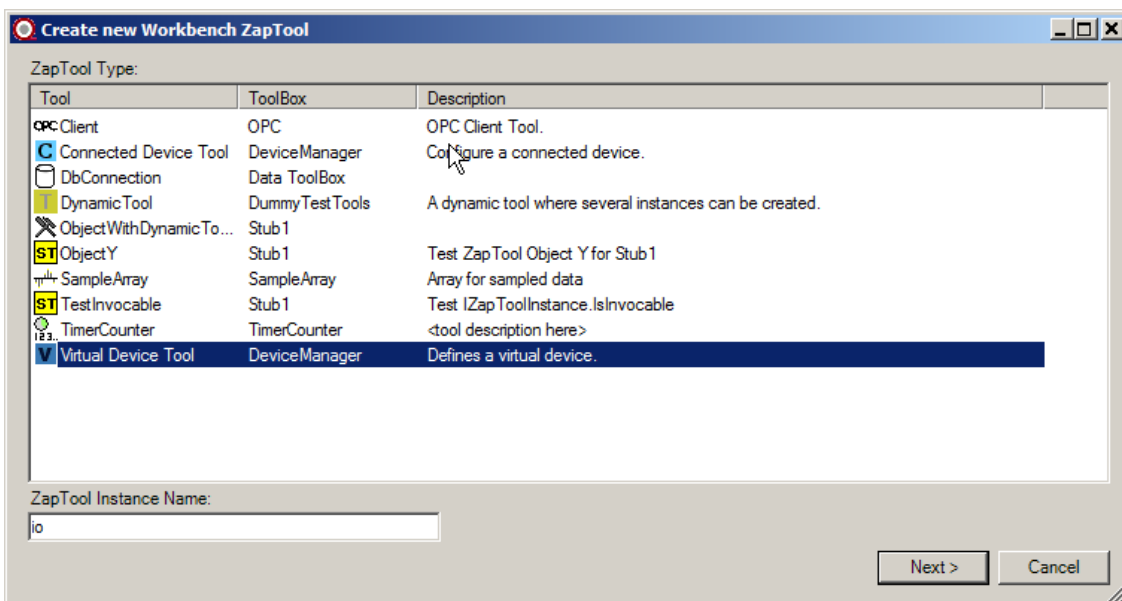 Create new Workbench ZapTool
ZapTool Type:
Tool ToolBox Description
OPC Client OPC OPC Client Tool.
C Connected Device Tool DeviceManager Configure a connected device.
DbConnection Data ToolBox
T DynamicTool DummyTestTools A dynamic tool where several instances can be created.
ObjectWithDynamicTo... Stub1
ST ObjectY Stub1 Test ZapTool Object Y for Stub1
SampleArray SampleArray Array for sampled data
ST TestInvocable Stub1 Test IZapToolInstance.IsInvocable
123.. TimerCounter TimerCounter <tool description here>
V Virtual Device Tool DeviceManager Defines a virtual device.
ZapTool Instance Name:
io
Next > Cancel